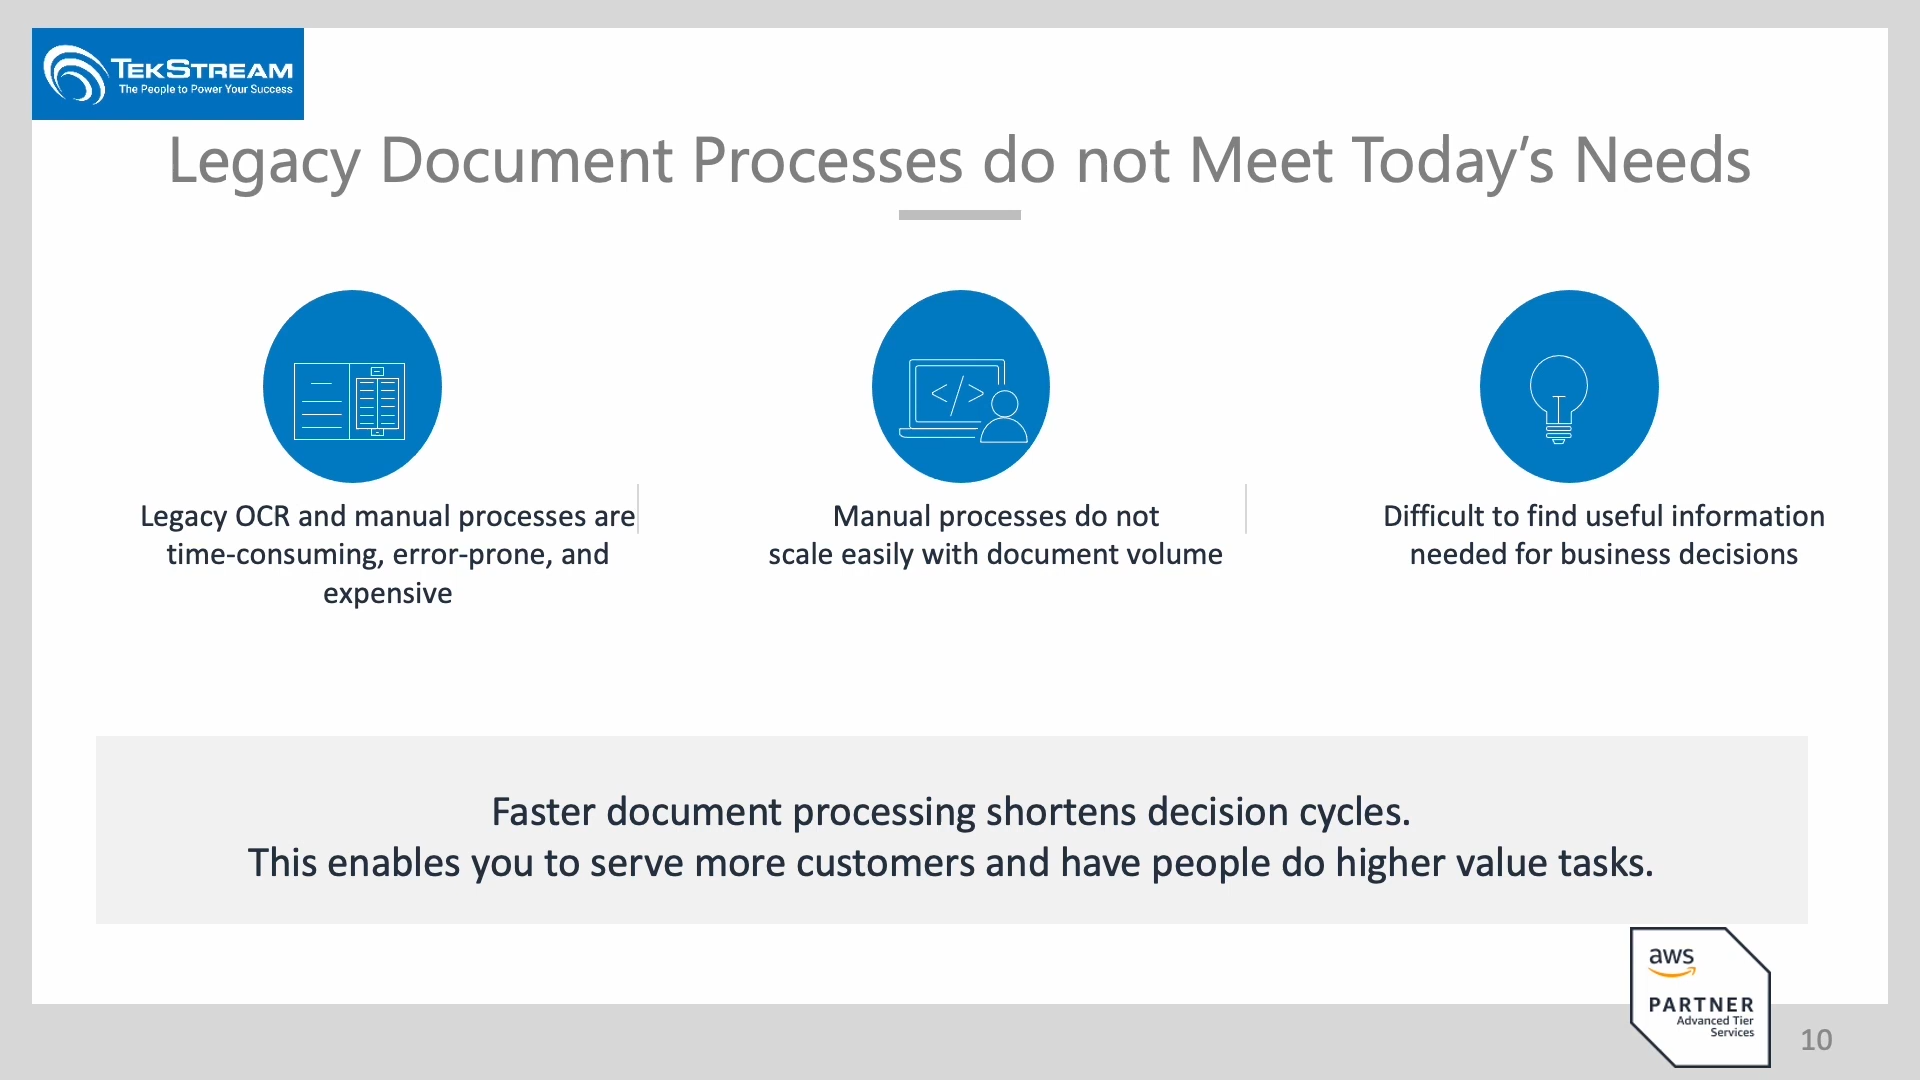 TEKSTREAM
The People to Power Your Success
Legacy Document Processes do not Meet Today’s Needs
</>
Legacy OCR and manual processes are
time-consuming, error-prone, and
expensive
Manual processes do not
scale easily with document volume
Difficult to find useful information
needed for business decisions
Faster document processing shortens decision cycles.
This enables you to serve more customers and have people do higher value tasks.
aws
PARTNER
Advanced Tier
Services
10